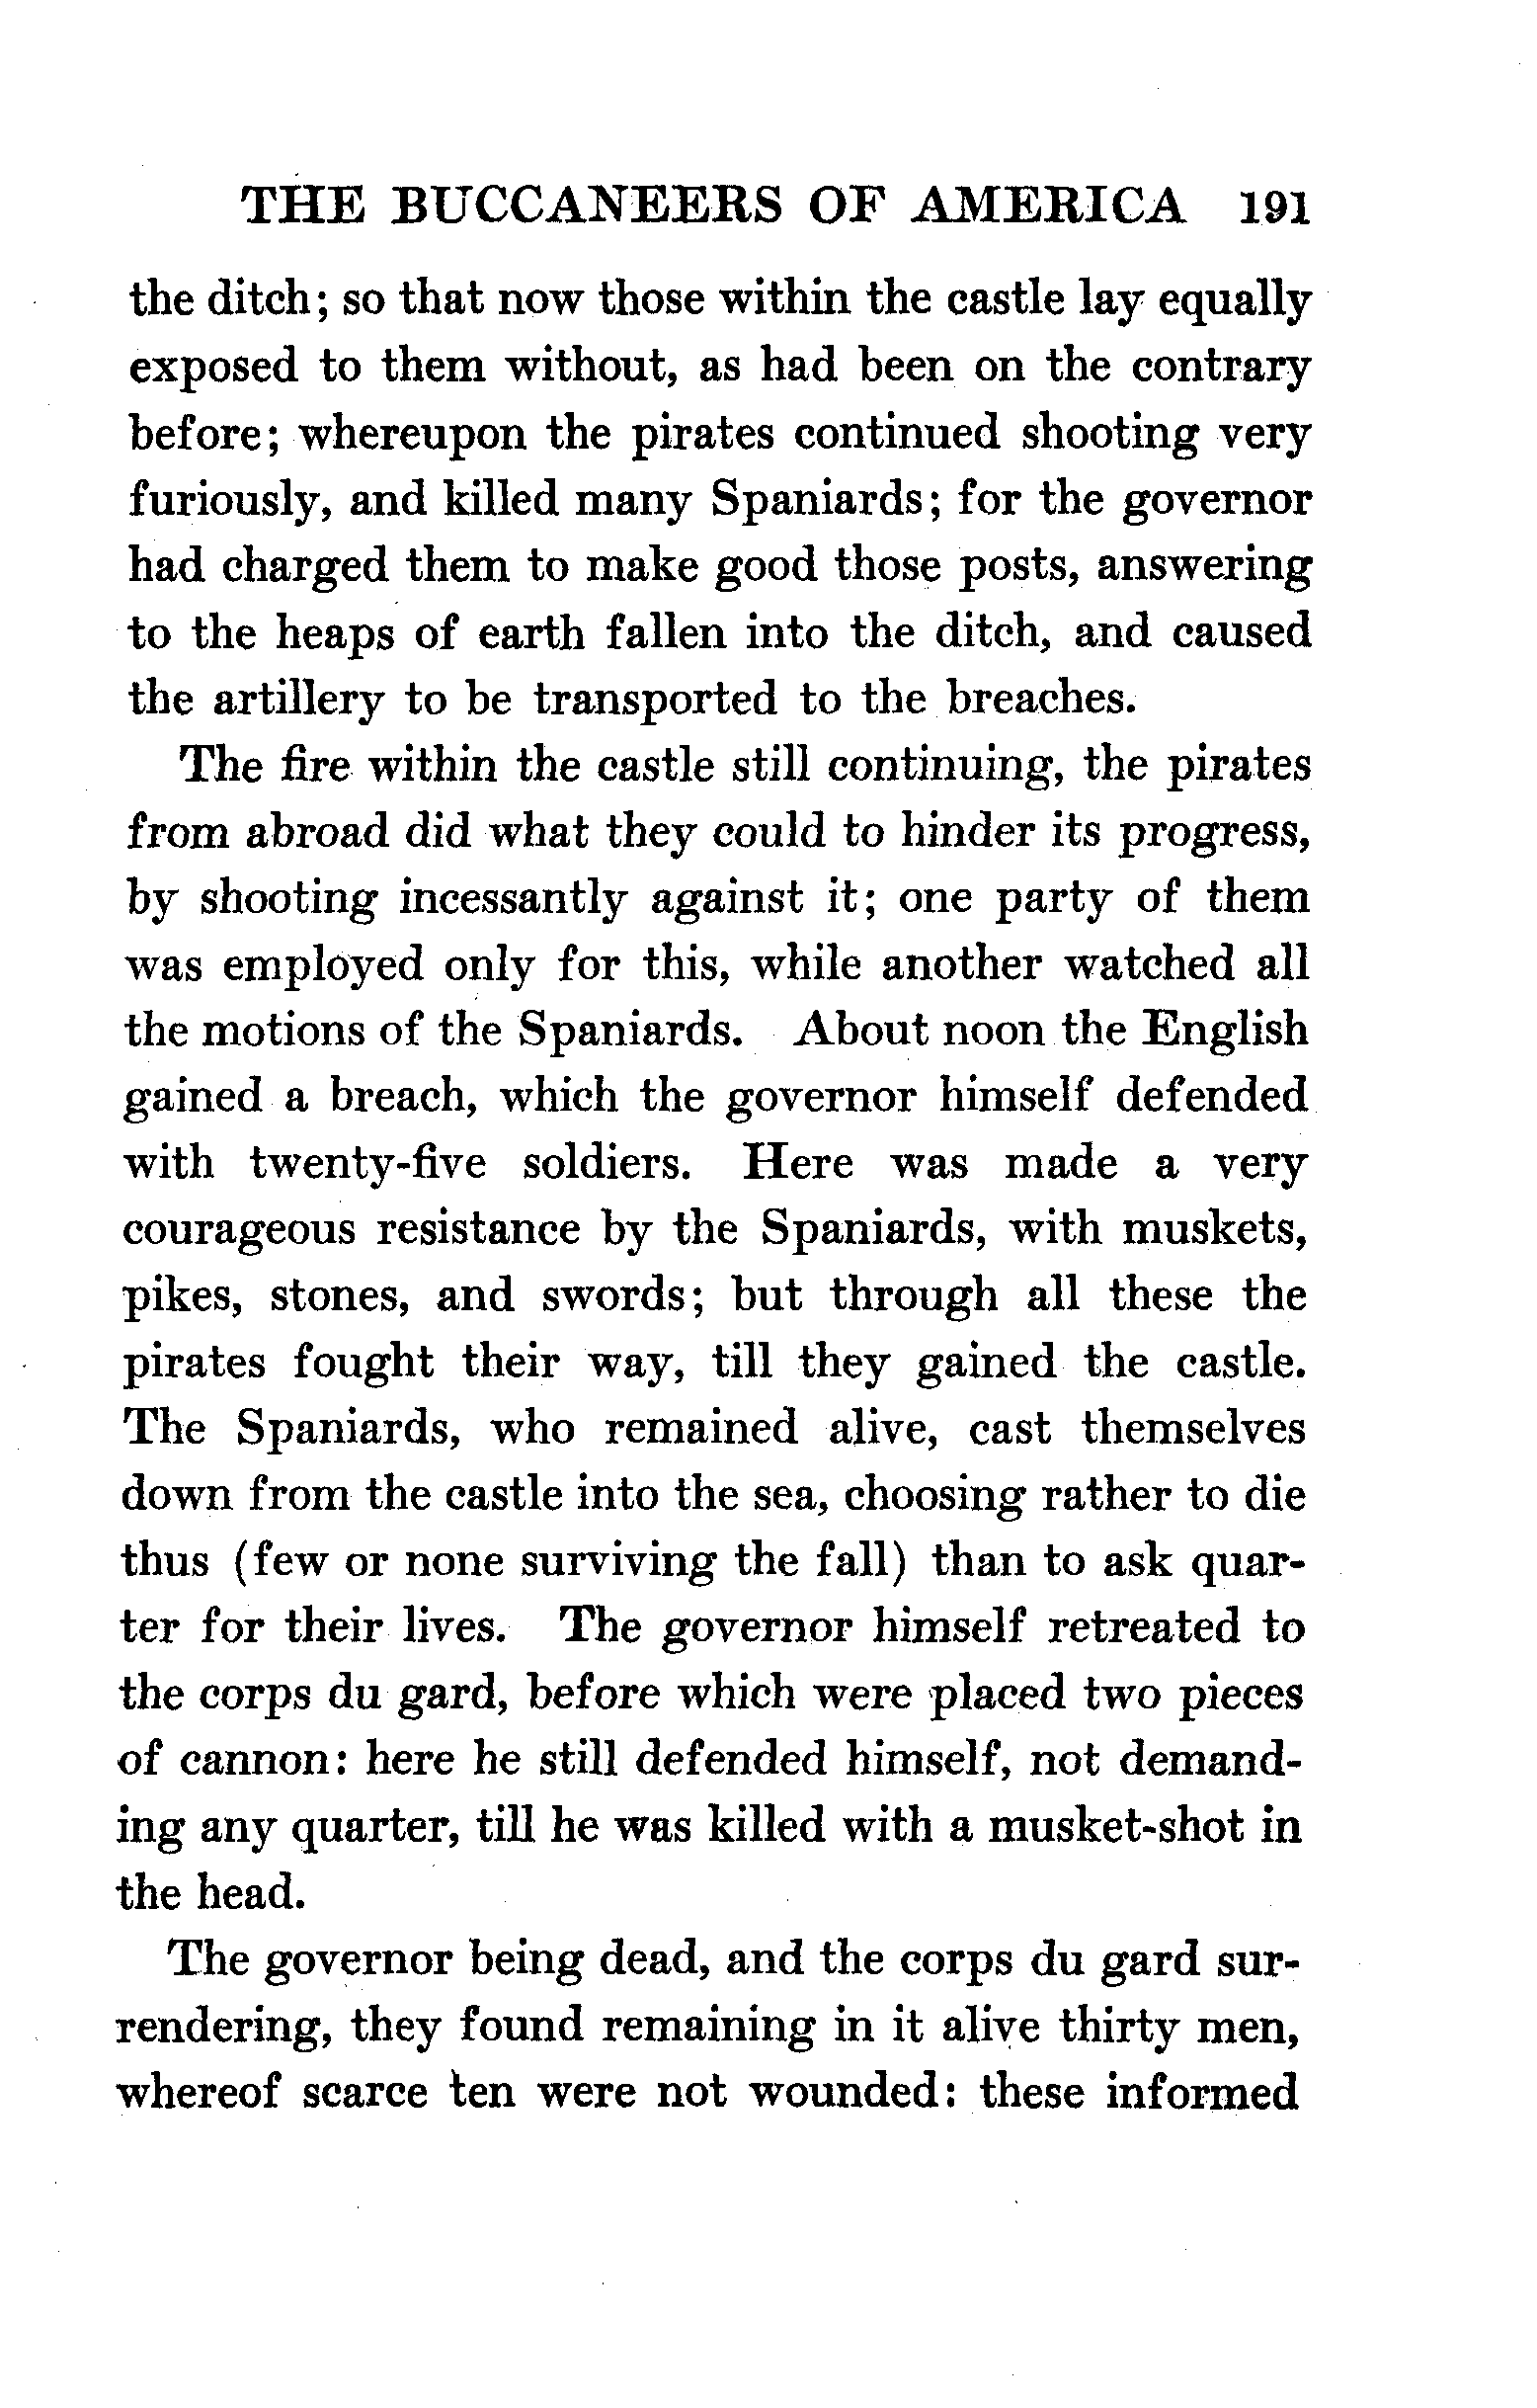 THE BUCCANEERS OF AMERICA 191
the ditch; so that now those within the castle lay equally
exposed to them without, as had been on the contrary
before; whereupon the pirates continued shooting very
furiously, and killed many Spaniards; for the governor
had charged them to make good those posts, answering
to the heaps of earth fallen into the ditch, and caused
the artillery to be transported to the breaches.
The fire within the castle still continuing, the pirates
from abroad did what they could to hinder its progress,
by shooting incessantly against it; one party of them
was employed only for this, while another watched all
the motions of the Spaniards. About noon the English
gained a breach, which the governor himself defended
with twenty-five soldiers. Here was made a very
courageous resistance by the Spaniards, with muskets,
pikes, stones, and swords; but through all these the
pirates fought their way, till they gained the castle.
The Spaniards, who remained alive, cast themselves
down from the castle into the sea, choosing rather to die
thus (few or none surviving the fall) than to ask quar-
ter for their lives. The governor himself retreated to
the corps du gard, before which were placed two pieces
of cannon: here he still defended himself, not demand-
ing any quarter, till he was killed with a musket-shot in
the head.
The governor being dead, and the corps du gard sur-
rendering, they found remaining in it alive thirty men,
whereof scarce ten were not wounded: these informed